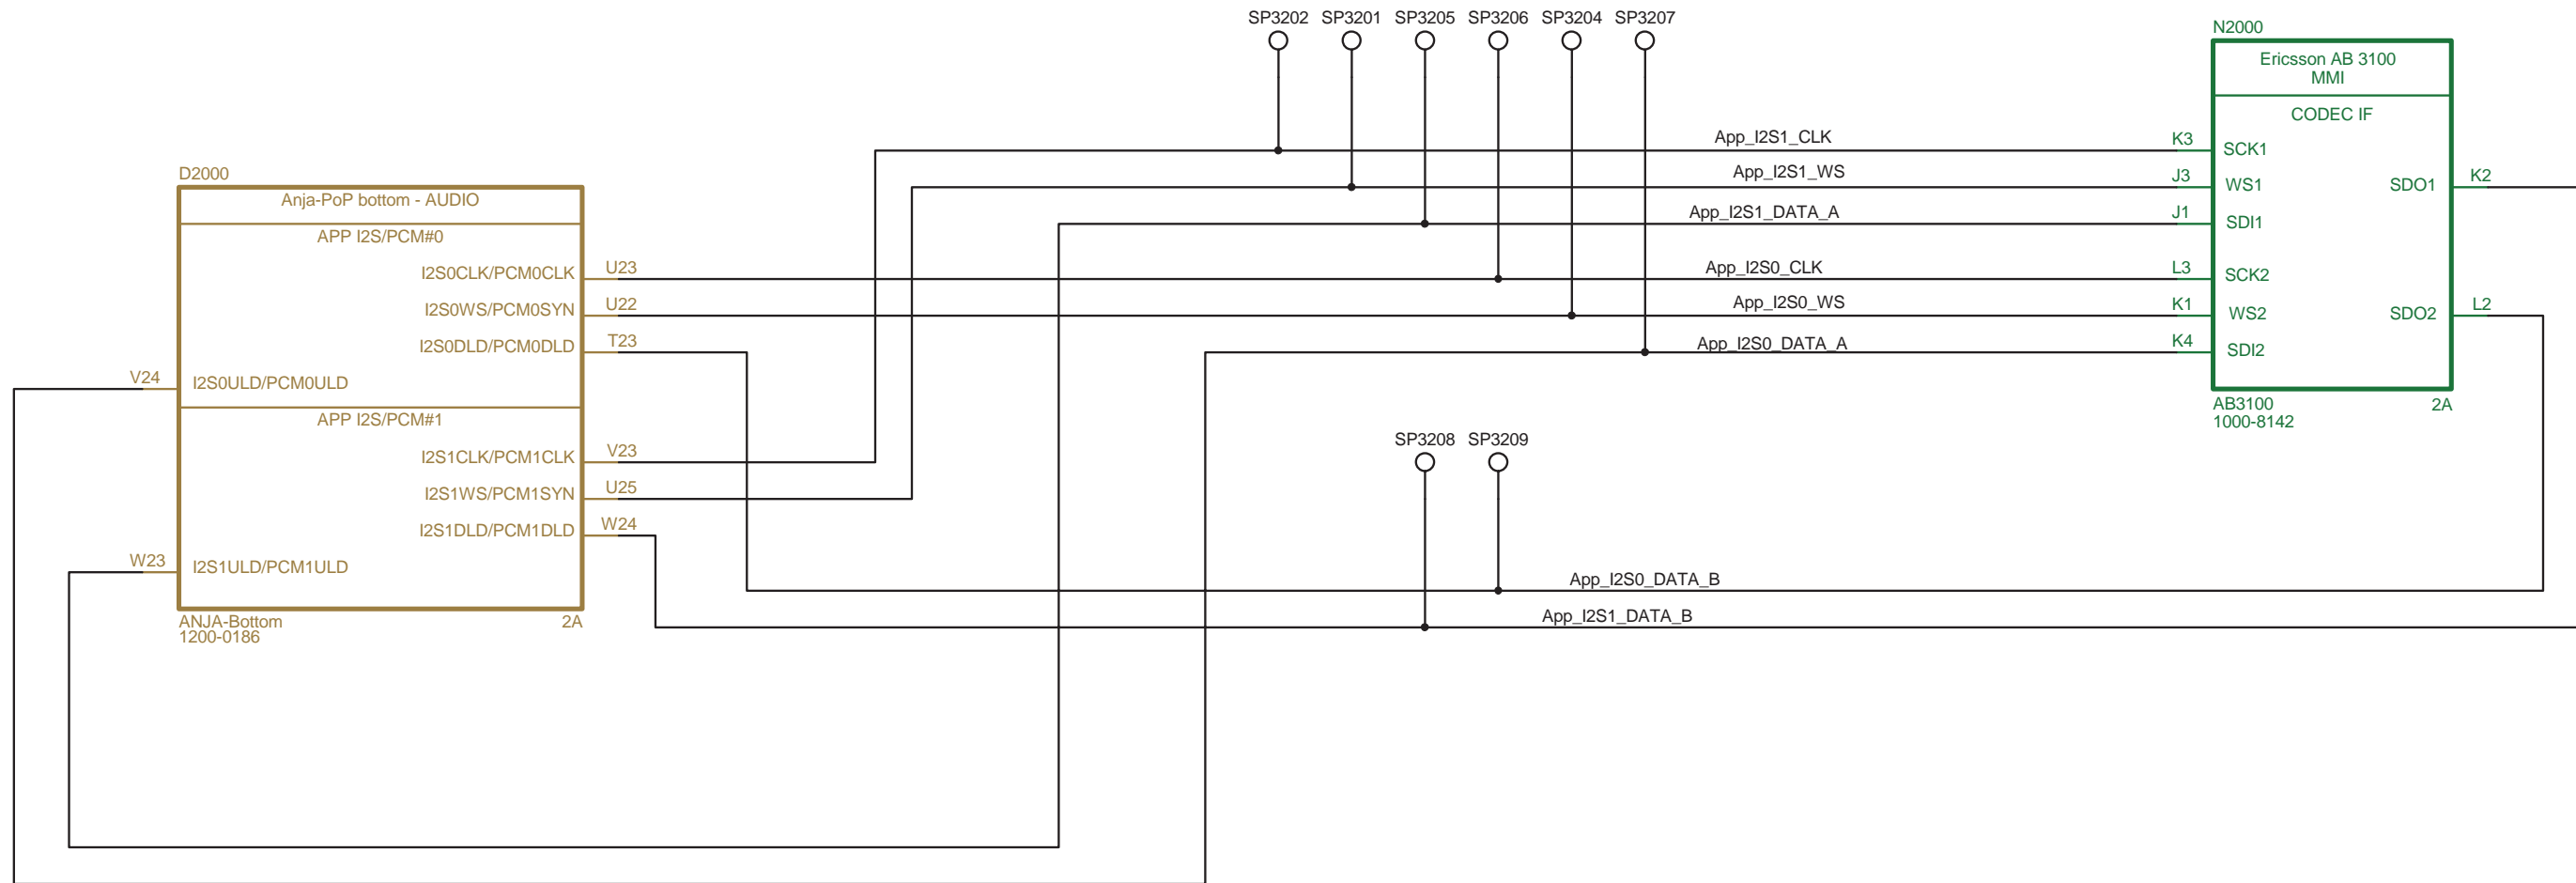 SP3202 SP3201 SP3205 SP3206 SP3204 SP3207
N2000
Ericsson AB 3100
MMI
CODEC IF
App_I2S1_CLK
K3
SCK1
App_I2S1_WS
J3
WS1
SDO1
K2
App_I2S1_DATA_A
J1
SDI1
App_I2S0_CLK
L3
SCK2
App_I2S0_WS
K1
WS2
SDO2
L2
App_I2S0_DATA_A
K4
SDI2
AB3100
2A
1000-8142
D2000
Anja-PoP bottom - AUDIO
APP I2S/PCM#0
I2S0CLK/PCM0CLK
U23
I2S0WS/PCM0SYN
U22
I2S0DLD/PCM0DLD
T23
V24
I2S0ULD/PCM0ULD
APP I2S/PCM#1
I2S1CLK/PCM1CLK
V23
I2S1WS/PCM1SYN
U25
I2S1DLD/PCM1DLD
W24
W23
I2S1ULD/PCM1ULD
ANJA-Bottom
2A
1200-0186
SP3208 SP3209
App_I2S0_DATA_B
App_I2S1_DATA_B